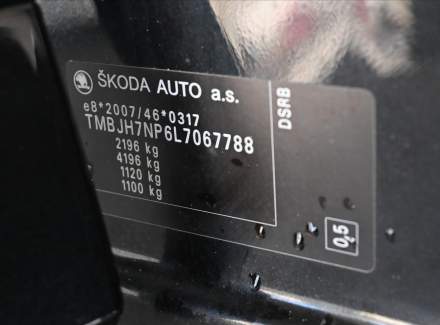 ŠKODA AUTO a.s.
e8*2007/46*0317
TMBJH7NP6L7067788
2196 kg
4196 kg
1120 kg
1100 kg
DSRB
0,5